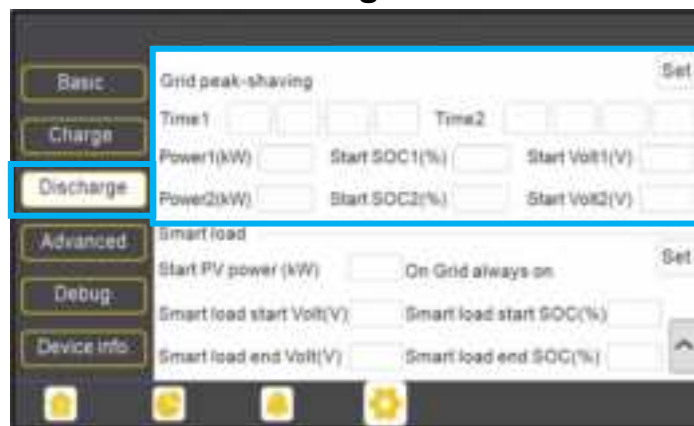 Basic
Charge
Discharge
Advanced
Debug
Device info
Grid peak-shaving Set
Time1 Time2
Power1(kW) Start SOC1(%) Start Volt1(V)
Power2(kW) Start SOC2(%) Start Volt2(V)
Smart load Set
Start PV power (kW) On Grid always on
Smart load start Volt(V) Smart load start SOC(%)
Smart load end Volt(V) Smart load end SOC(%)